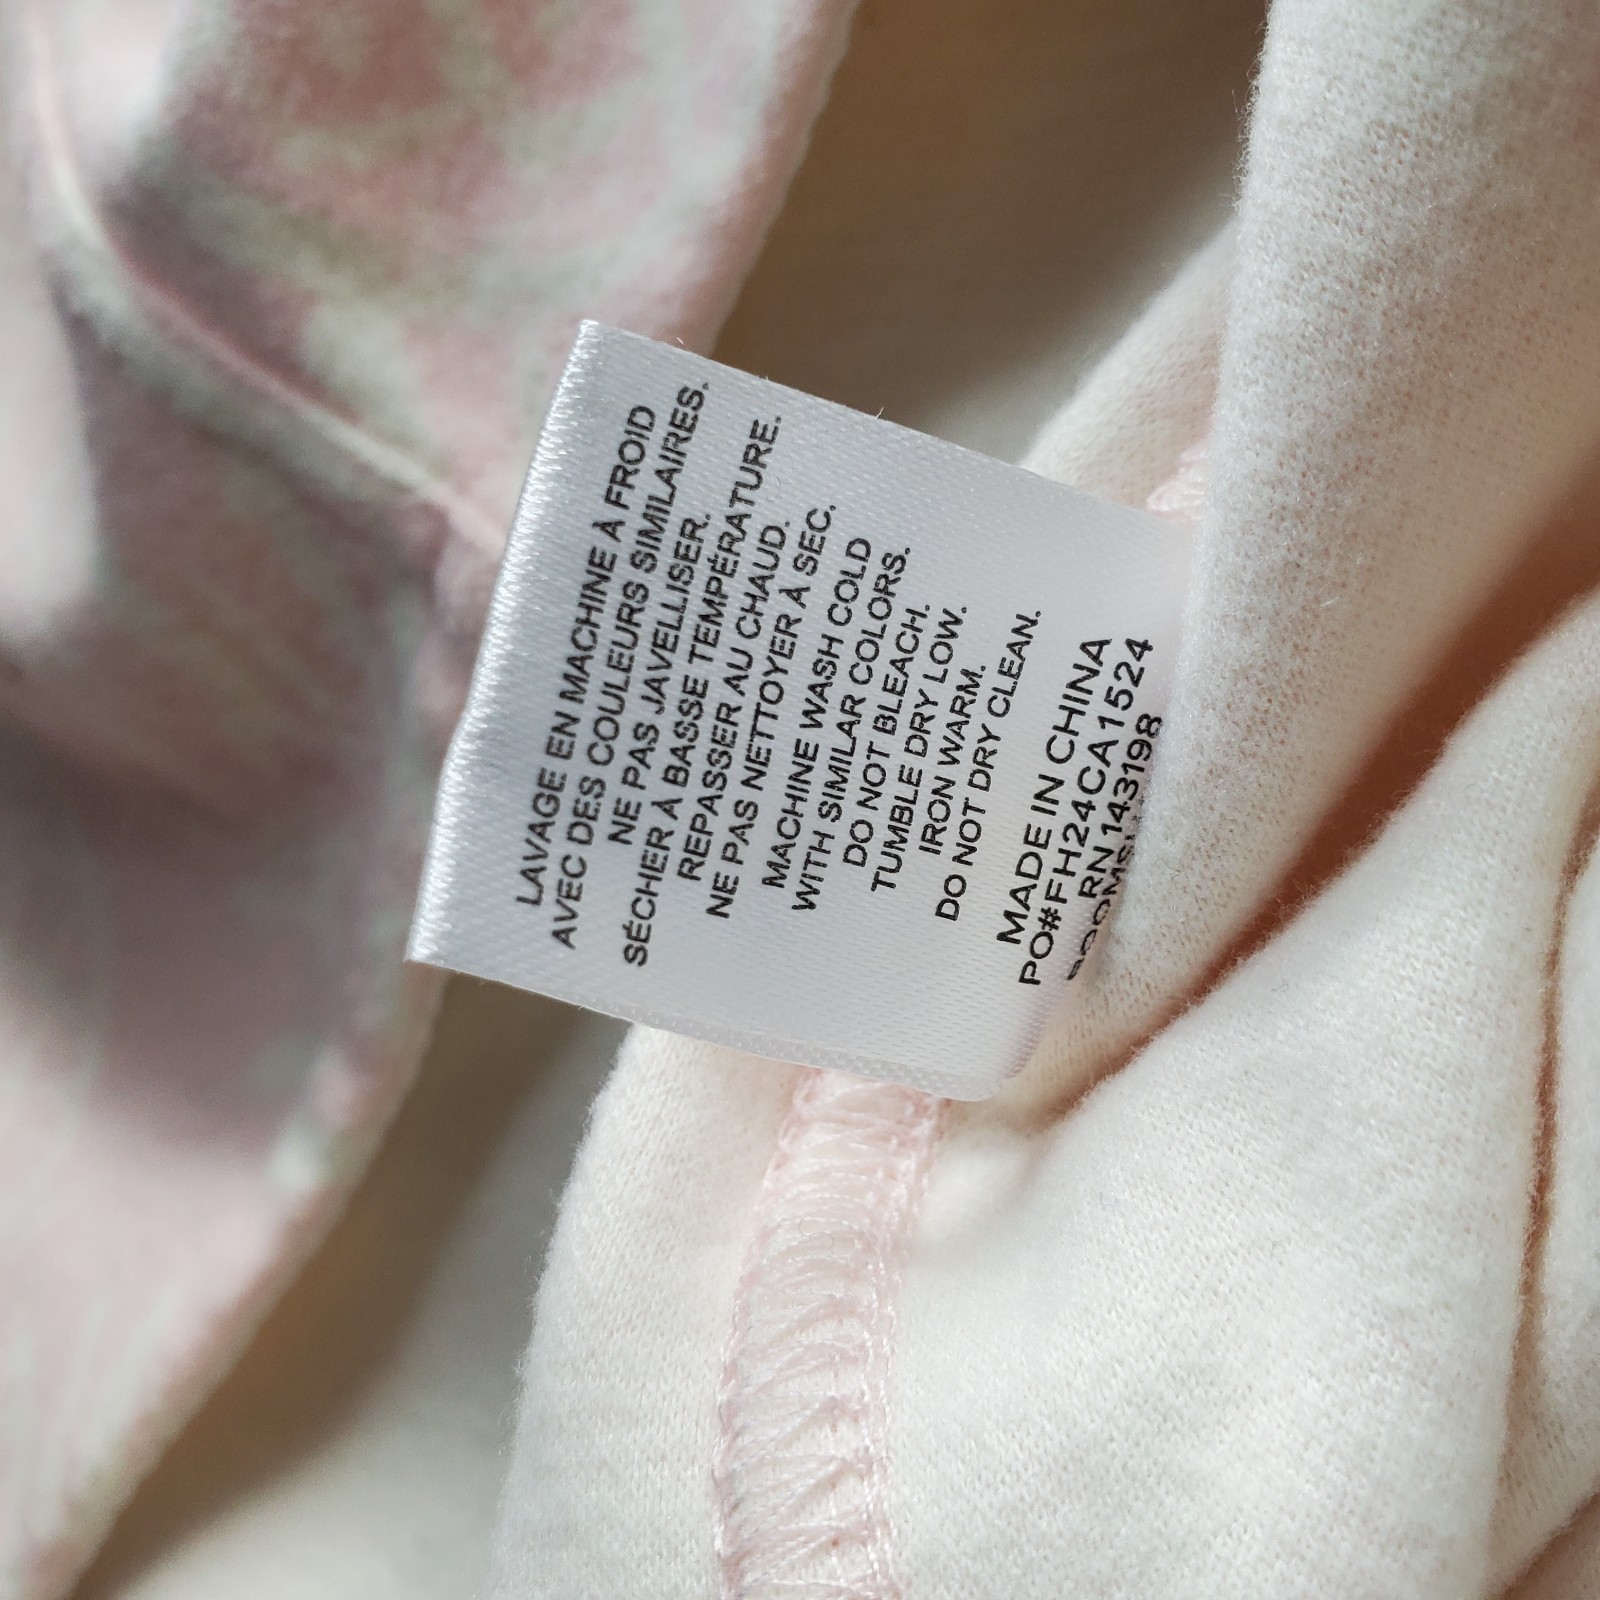 LAVAGE EN MACHINE À FROID
AVEC DES COULEURS SIMILAIRES.
NE PAS JAVELLISER.
SÉCHER À BASSE TEMPÉRATURE.
REPASSER AU CHAUD.
NE PAS NETTOYER À SEC.
MACHINE WASH COLD
WITH SIMILAR COLORS.
DO NOT BLEACH.
TUMBLE DRY LOW.
IRON WARM.
DO NOT DRY CLEAN.
MADE IN CHINA
PO#FH24CA1524
RN 143198